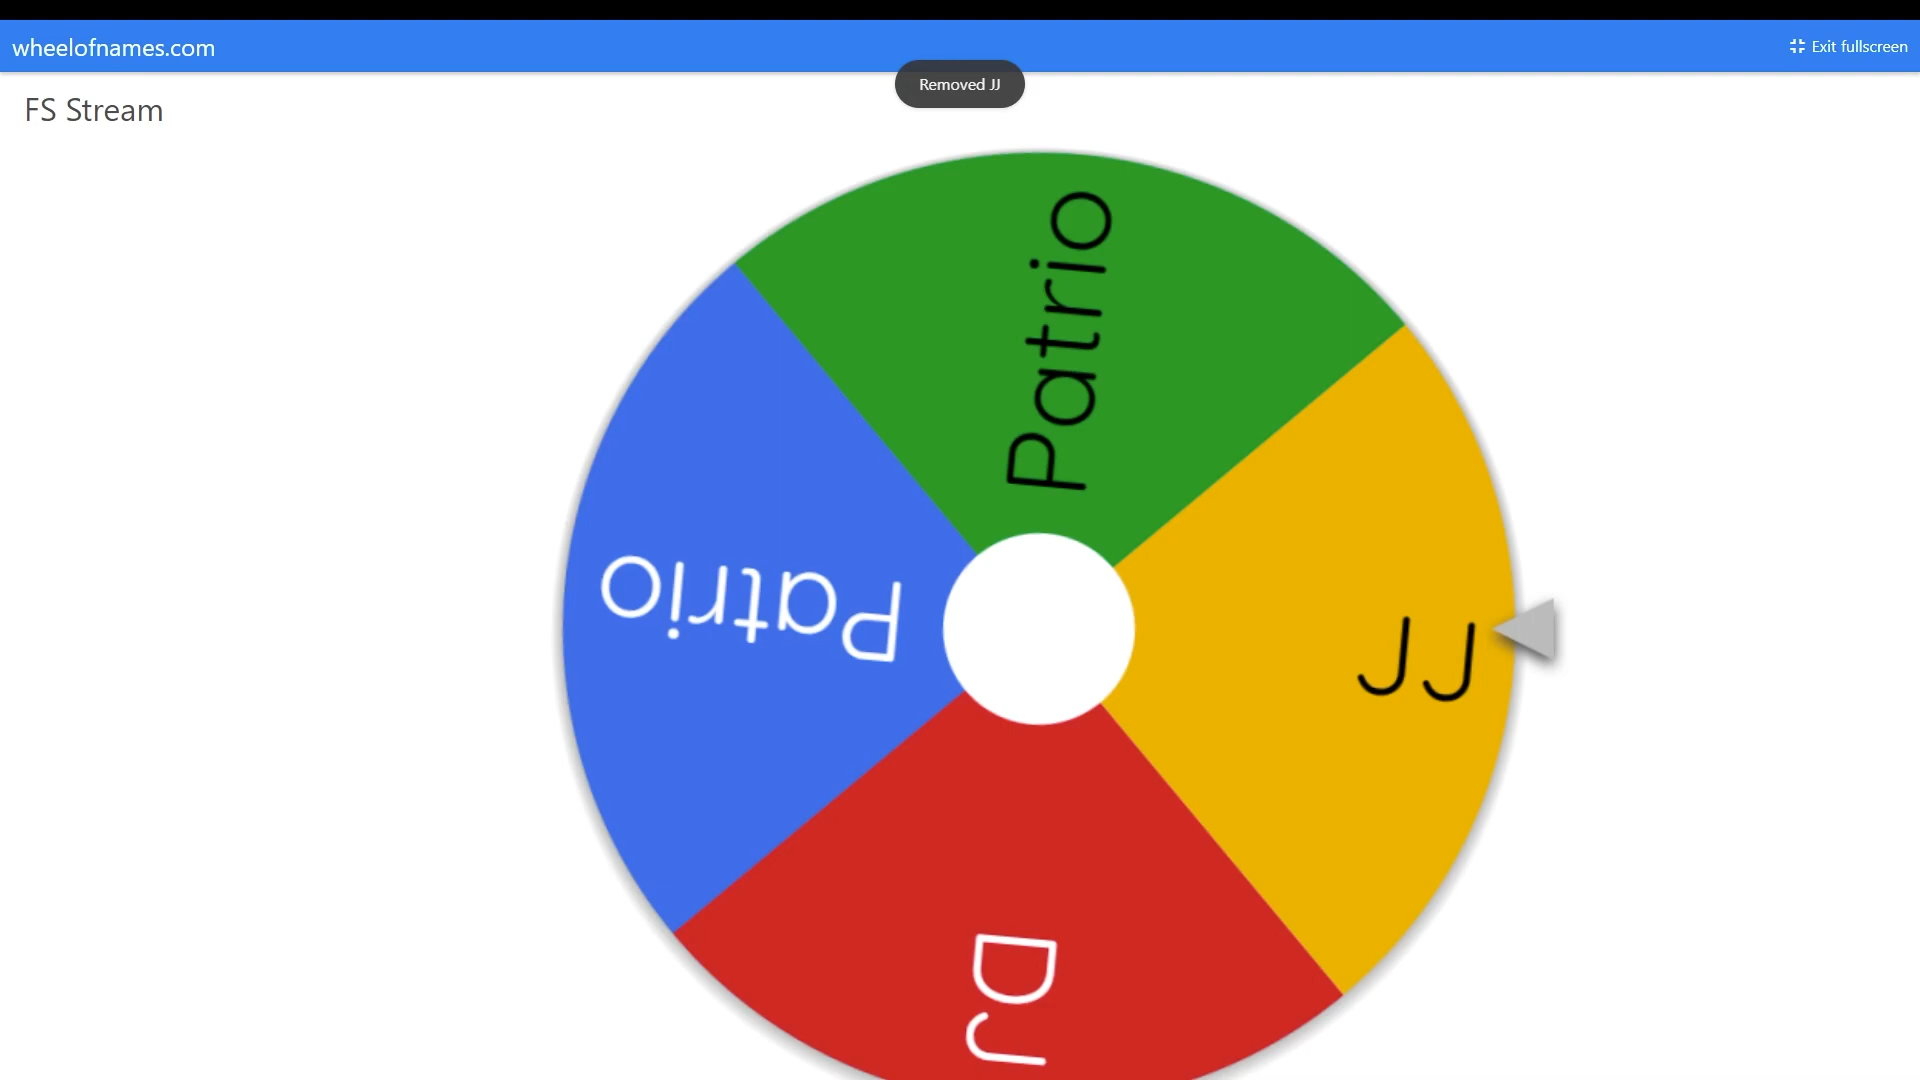 wheelofnames.com
Exit fullscreen
Removed JJ
FS Stream
Patrio
Patrio
JJ
DJ